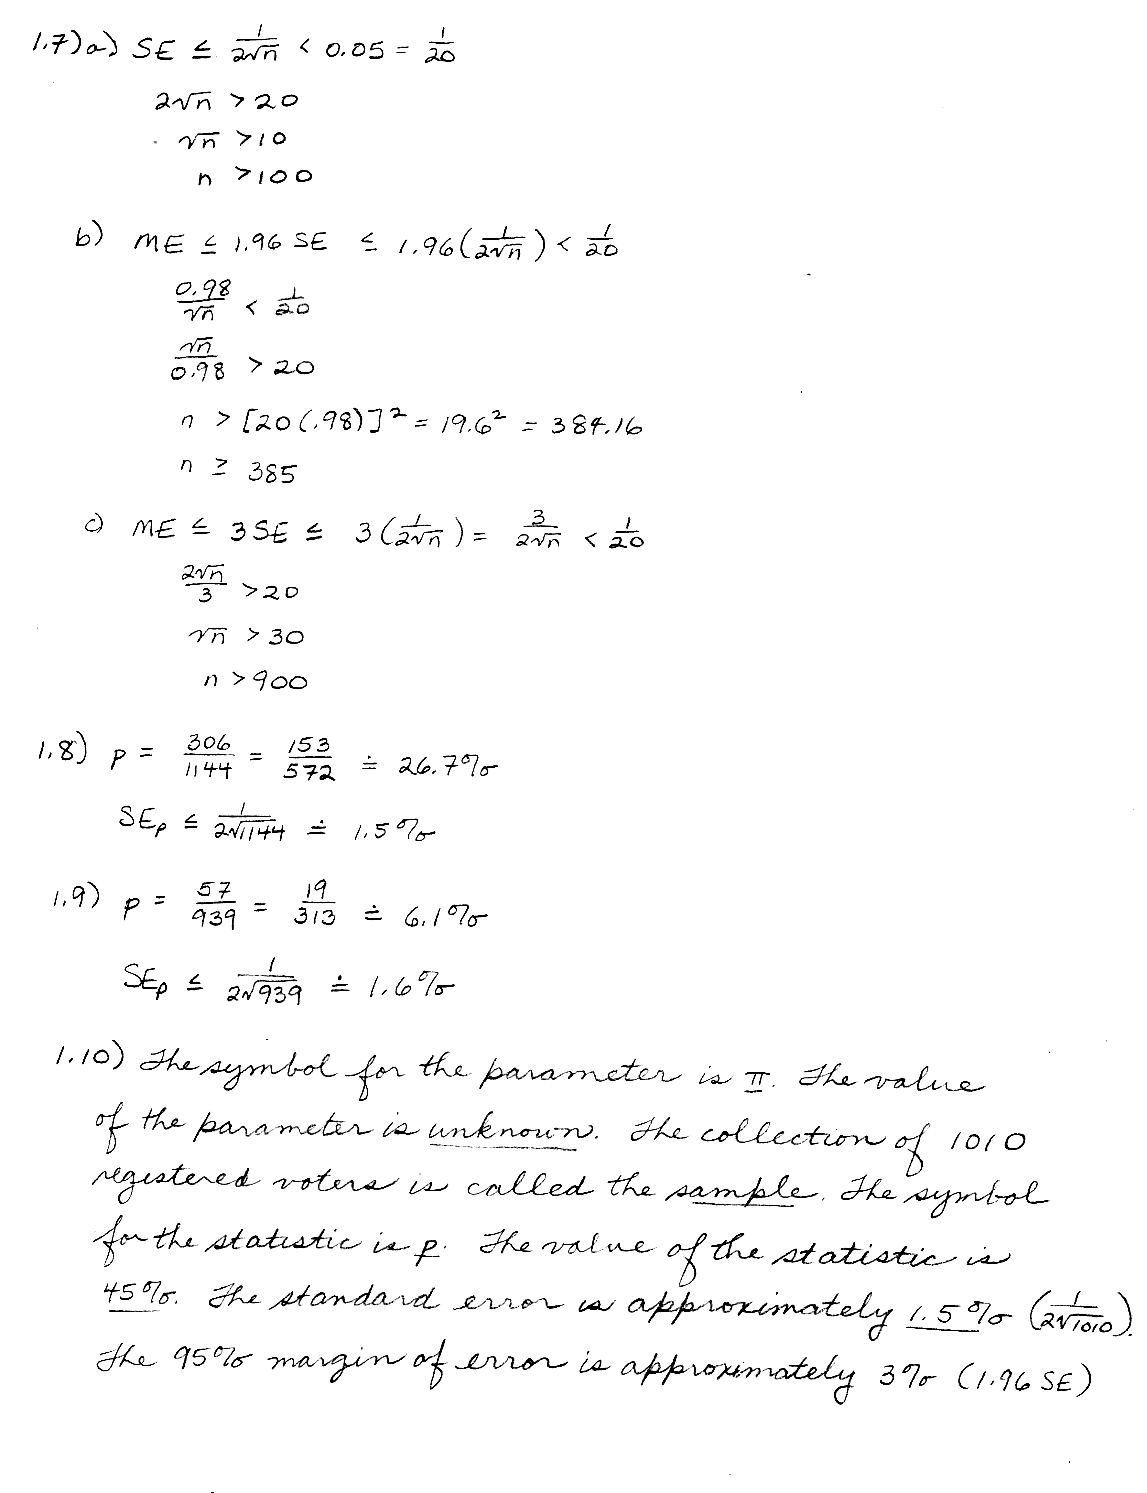 1.7) a) SE ≤ 1/(2√n) < 0.05 = 1/20
2√n > 20
√n > 10
n > 100
b) ME ≤ 1.96 SE ≤ 1.96(1/(2√n)) < 1/20
0.98/√n < 1/20
√n/0.98 > 20
n > [20(.98)]² = 19.6² = 384.16
n ≥ 385
c) ME ≤ 3SE ≤ 3(1/(2√n)) = 3/(2√n) < 1/20
2√n/3 > 20
√n > 30
n > 900
1.8) p = 306/1144 = 153/572 ≐ 26.7%
SEₚ ≤ 1/(2√1144) ≐ 1.5%
1.9) p = 57/939 = 19/313 ≐ 6.1%
SEₚ ≤ 1/(2√939) ≐ 1.6%
1.10) The symbol for the parameter is π. The value
of the parameter is unknown. The collection of 1010
registered voters is called the sample. The symbol
for the statistic is p. The value of the statistic is
45%. The standard error is approximately 1.5% (1/(2√1010)).
The 95% margin of error is approximately 3% (1.96 SE)